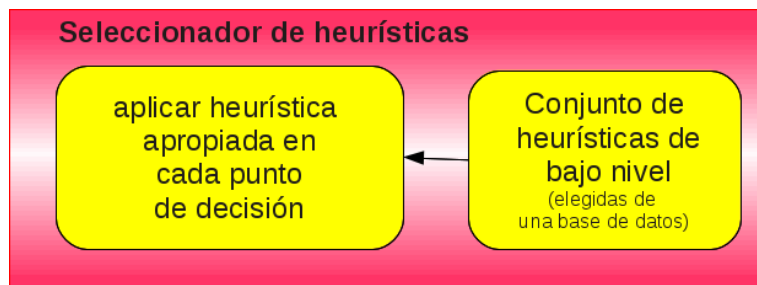 Seleccionador de heurísticas
aplicar heurística
apropiada en
cada punto
de decisión
Conjunto de
heurísticas de
bajo nivel
(elegidas de
una base de datos)